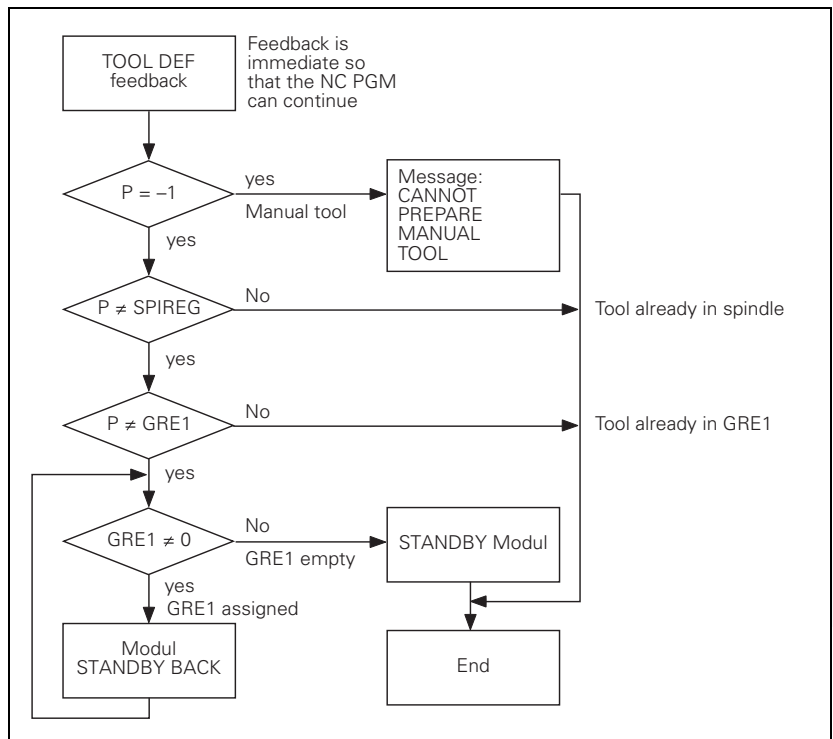 TOOL DEF
feedback
Feedback is
immediate so
that the NC PGM
can continue
P = –1
yes
Manual tool
Message:
CANNOT
PREPARE
MANUAL
TOOL
yes
P ≠ SPIREG
No
Tool already in spindle
yes
P ≠ GRE1
No
Tool already in GRE1
yes
GRE1 ≠ 0
No
GRE1 empty
STANDBY Modul
yes
GRE1 assigned
Modul
STANDBY BACK
End